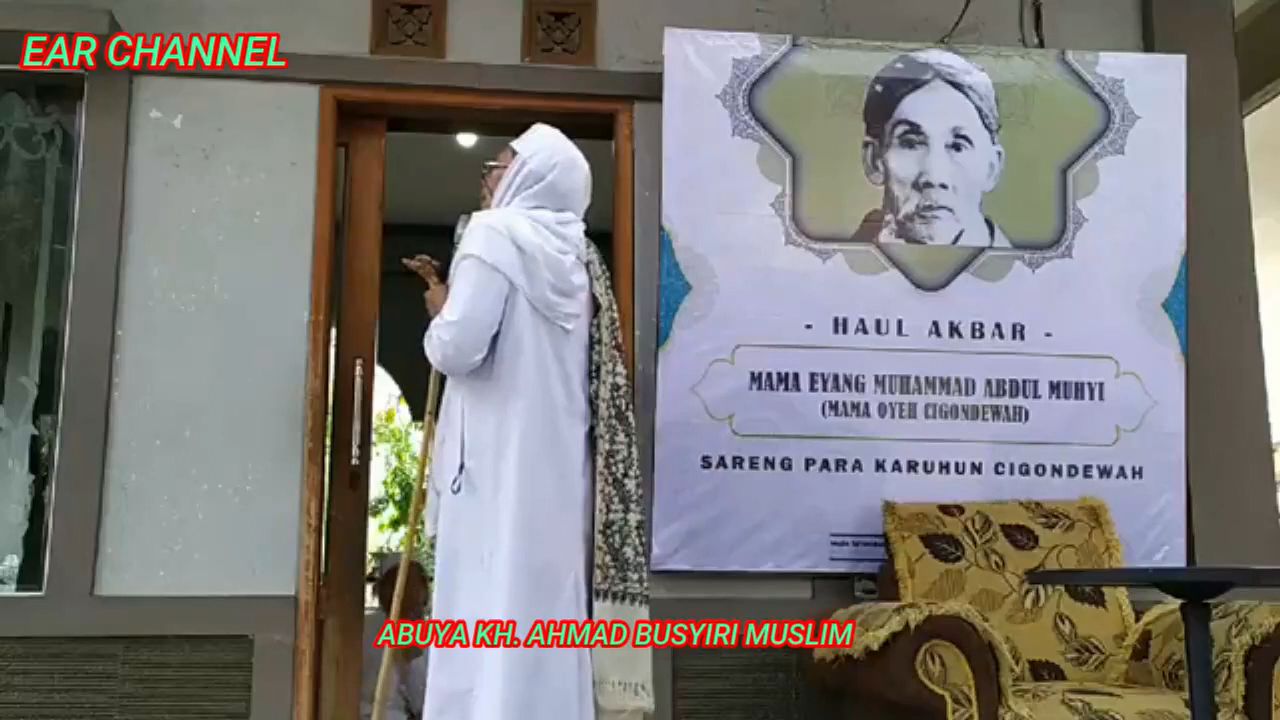 EAR CHANNEL
- HAUL AKBAR -
MAMA EYANG MUHAMMAD ABDUL MUHYI
(MAMA OYEH CIGONDEWAH)
SARENG PARA KARUHUN CIGONDEWAH
ABUYA KH. AHMAD BUSYIRI MUSLIM